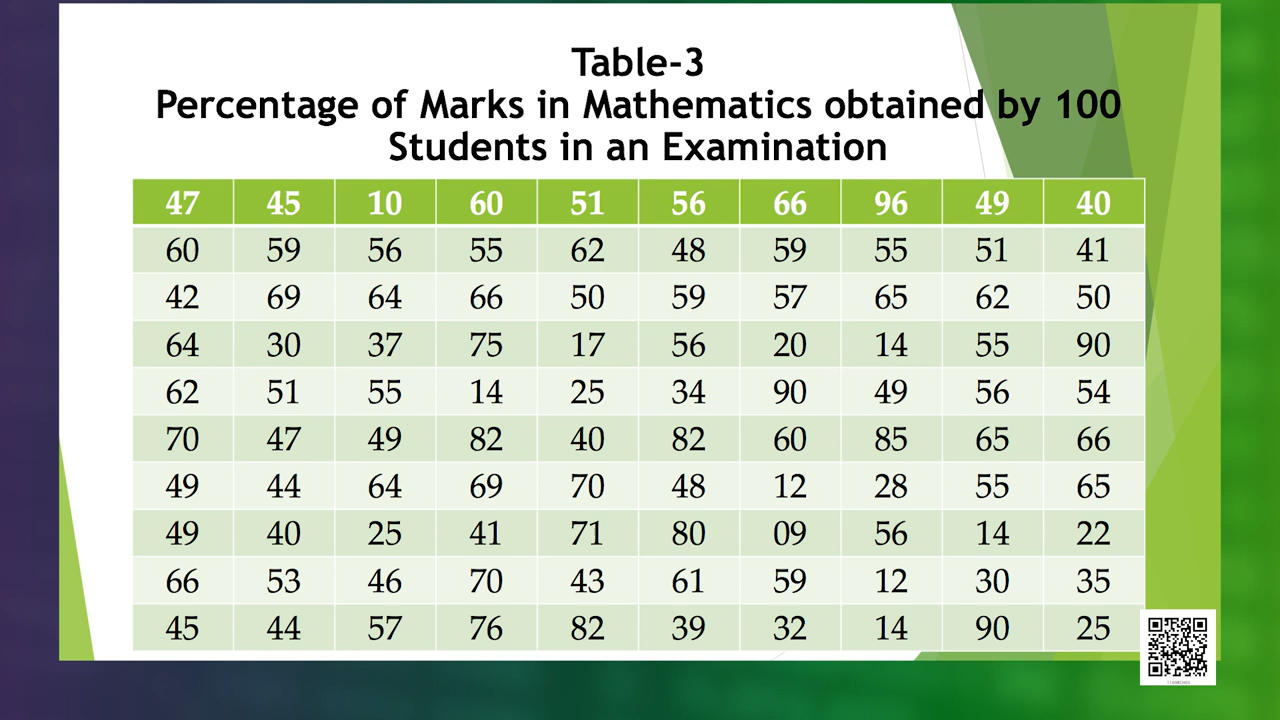 Table-3
Percentage of Marks in Mathematics obtained by 100
Students in an Examination
47 45 10 60 51 56 66 96 49 40
60 59 56 55 62 48 59 55 51 41
42 69 64 66 50 59 57 65 62 50
64 30 37 75 17 56 20 14 55 90
62 51 55 14 25 34 90 49 56 54
70 47 49 82 40 82 60 85 65 66
49 44 64 69 70 48 12 28 55 65
49 40 25 41 71 80 09 56 14 22
66 53 46 70 43 61 59 12 30 35
45 44 57 76 82 39 32 14 90 25